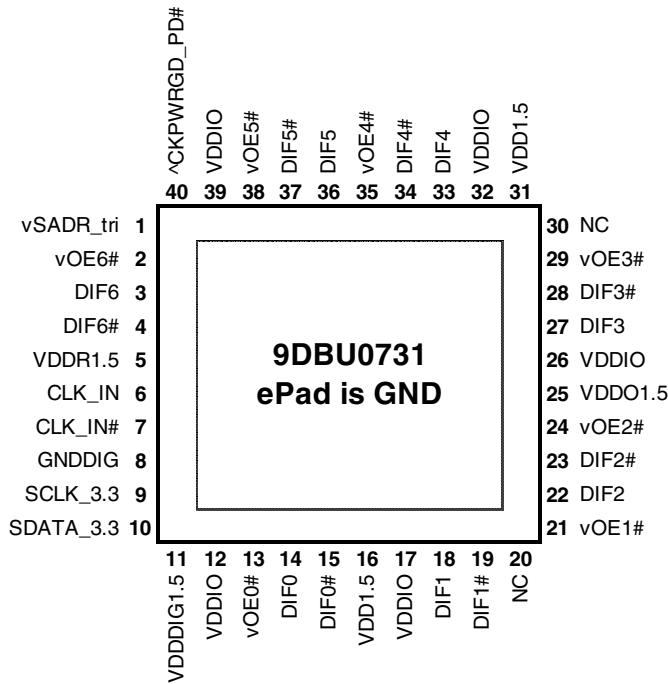 ^CKPWRGD_PD#
VDDIO
vOE5#
DIF5#
DIF5
vOE4#
DIF4#
DIF4
VDDIO
VDD1.5
40 39 38 37 36 35 34 33 32 31
vSADR_tri 1
vOE6# 2
DIF6 3
DIF6# 4
VDDR1.5 5
CLK_IN 6
CLK_IN# 7
GNDDIG 8
SCLK_3.3 9
SDATA_3.3 10
9DBU0731
ePad is GND
30 NC
29 vOE3#
28 DIF3#
27 DIF3
26 VDDIO
25 VDDO1.5
24 vOE2#
23 DIF2#
22 DIF2
21 vOE1#
11 12 13 14 15 16 17 18 19 20
VDDDIG1.5
VDDIO
vOE0#
DIF0
DIF0#
VDD1.5
VDDIO
DIF1
DIF1#
NC